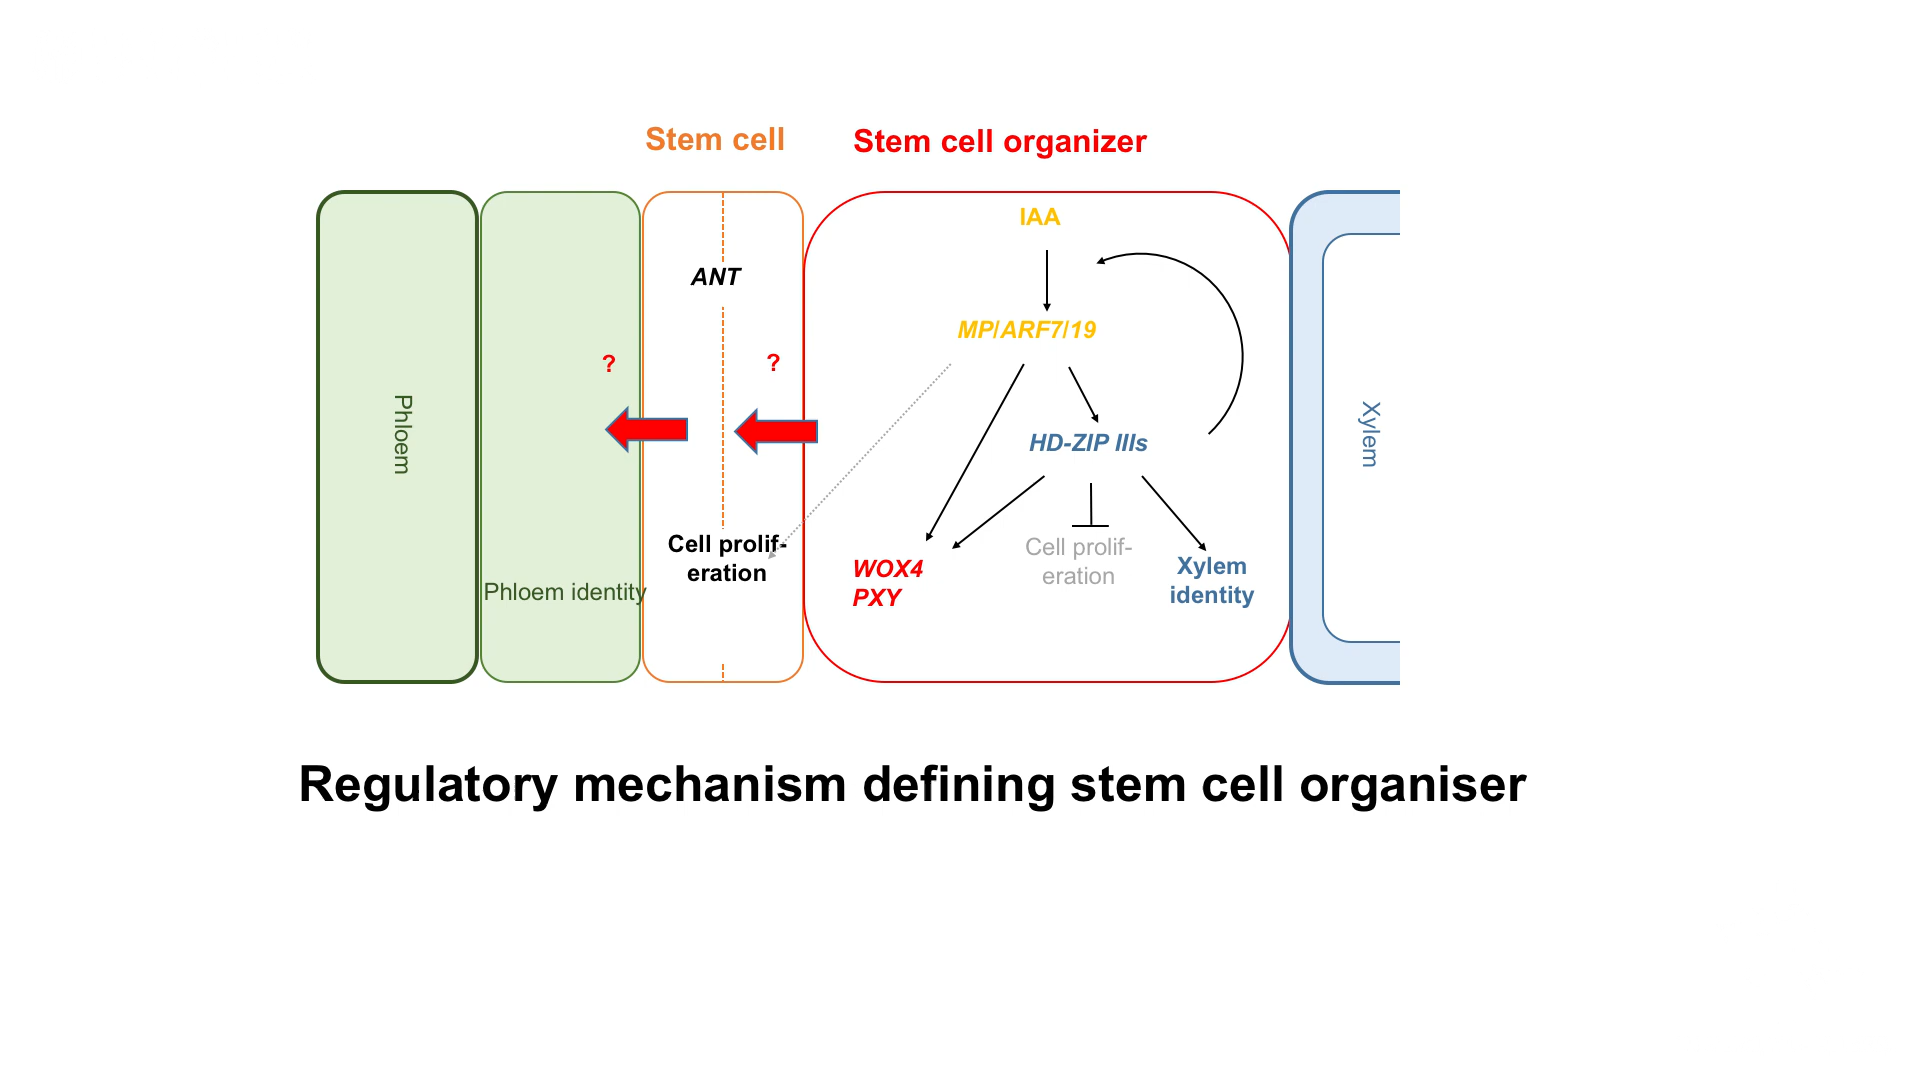 Stem cell
Stem cell organizer
IAA
ANT
MP/ARF7/19
?
?
Phloem
HD-ZIP IIIs
Xylem
Cell prolif-
eration
Cell prolif-
eration
WOX4
PXY
Xylem
identity
Phloem identity
Regulatory mechanism defining stem cell organiser